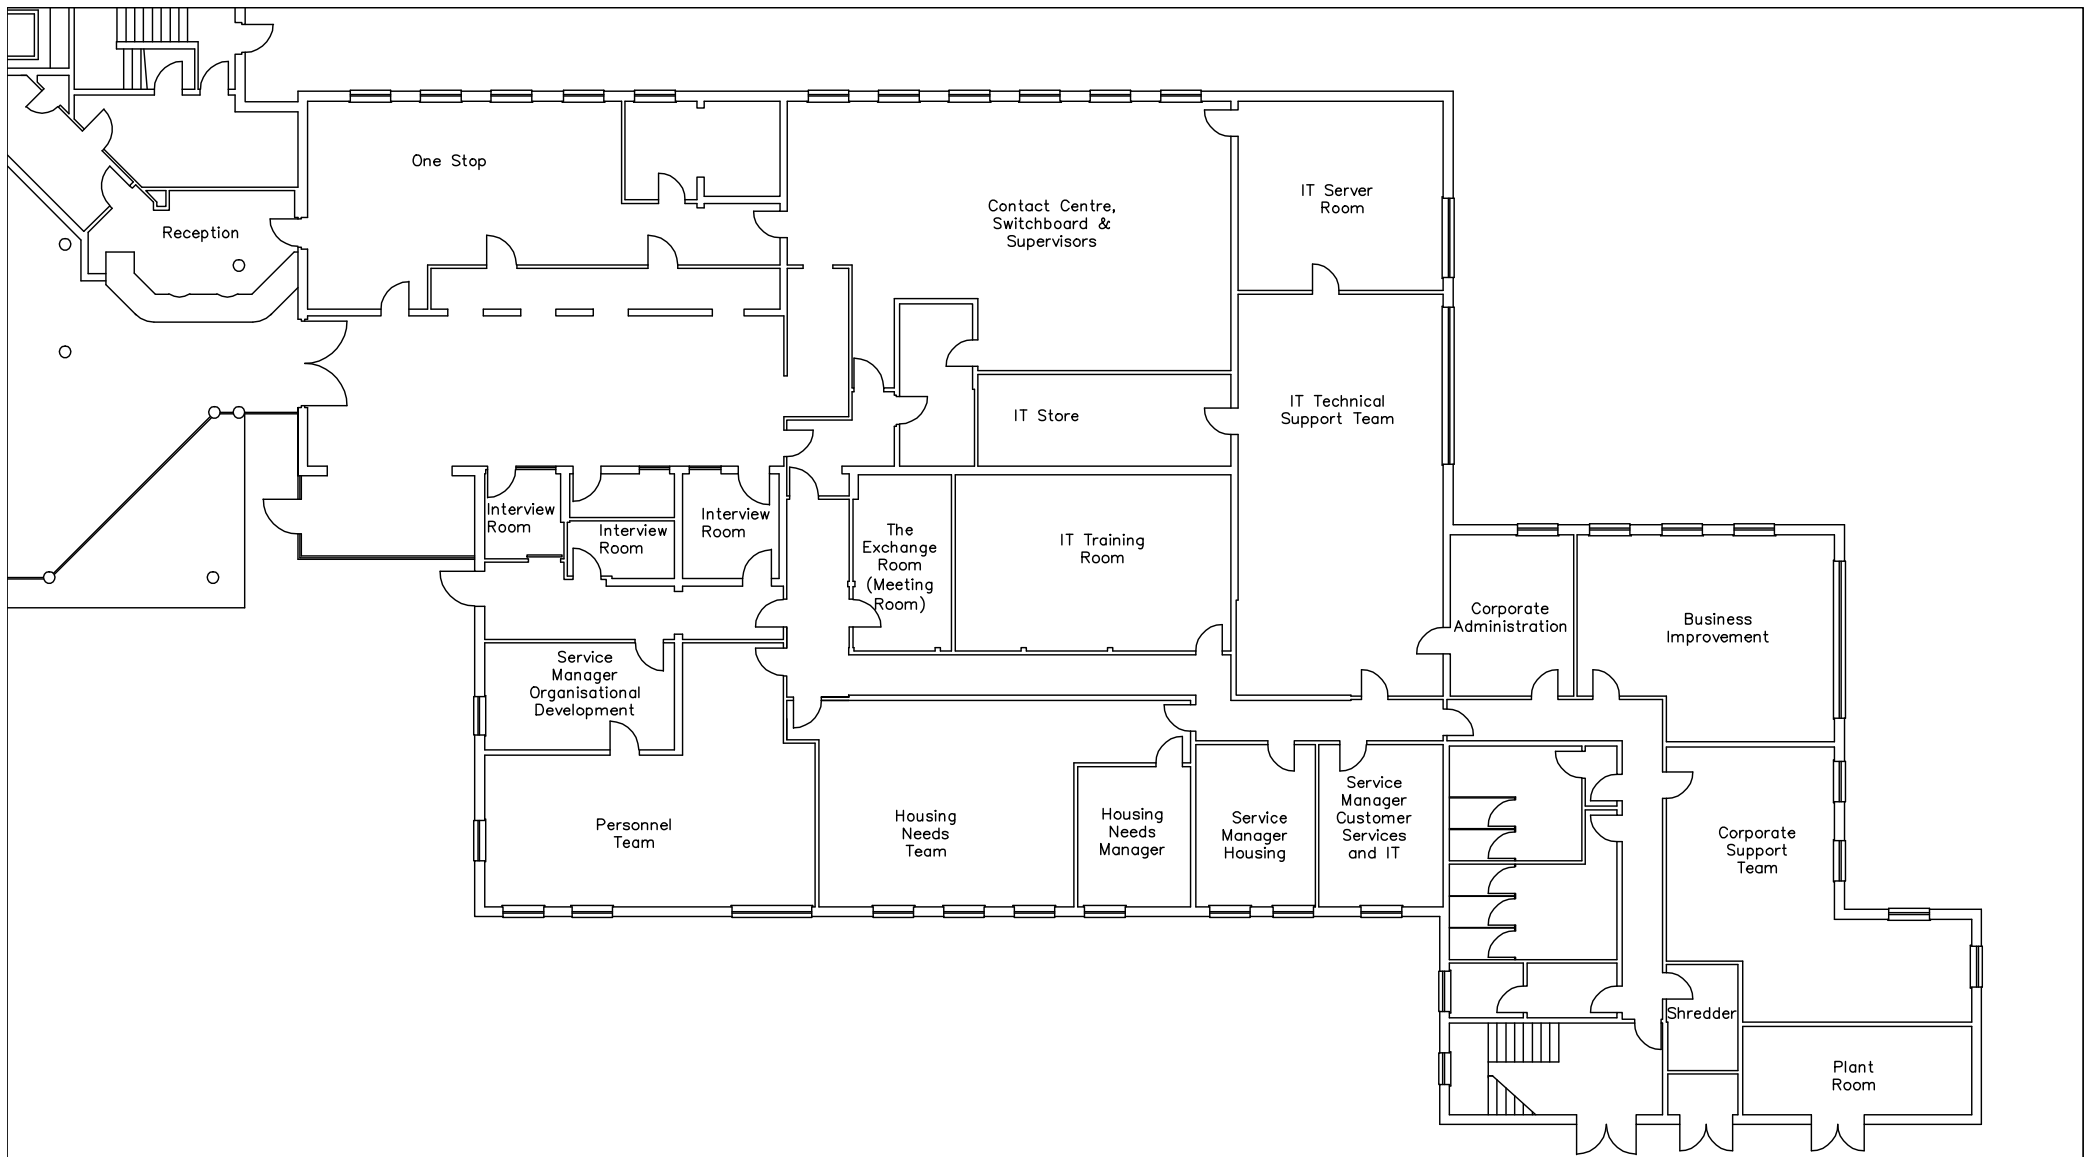 One Stop
Reception
Contact Centre,
Switchboard &
Supervisors
IT Server
Room
IT Technical
Support Team
IT Store
Interview
Room
Interview
Room
Interview
Room
The
Exchange
Room
(Meeting
Room)
IT Training
Room
Corporate
Administration
Business
Improvement
Service
Manager
Organisational
Development
Personnel
Team
Housing
Needs
Team
Housing
Needs
Manager
Service
Manager
Housing
Service
Manager
Customer
Services
and IT
Corporate
Support
Team
Shredder
Plant
Room